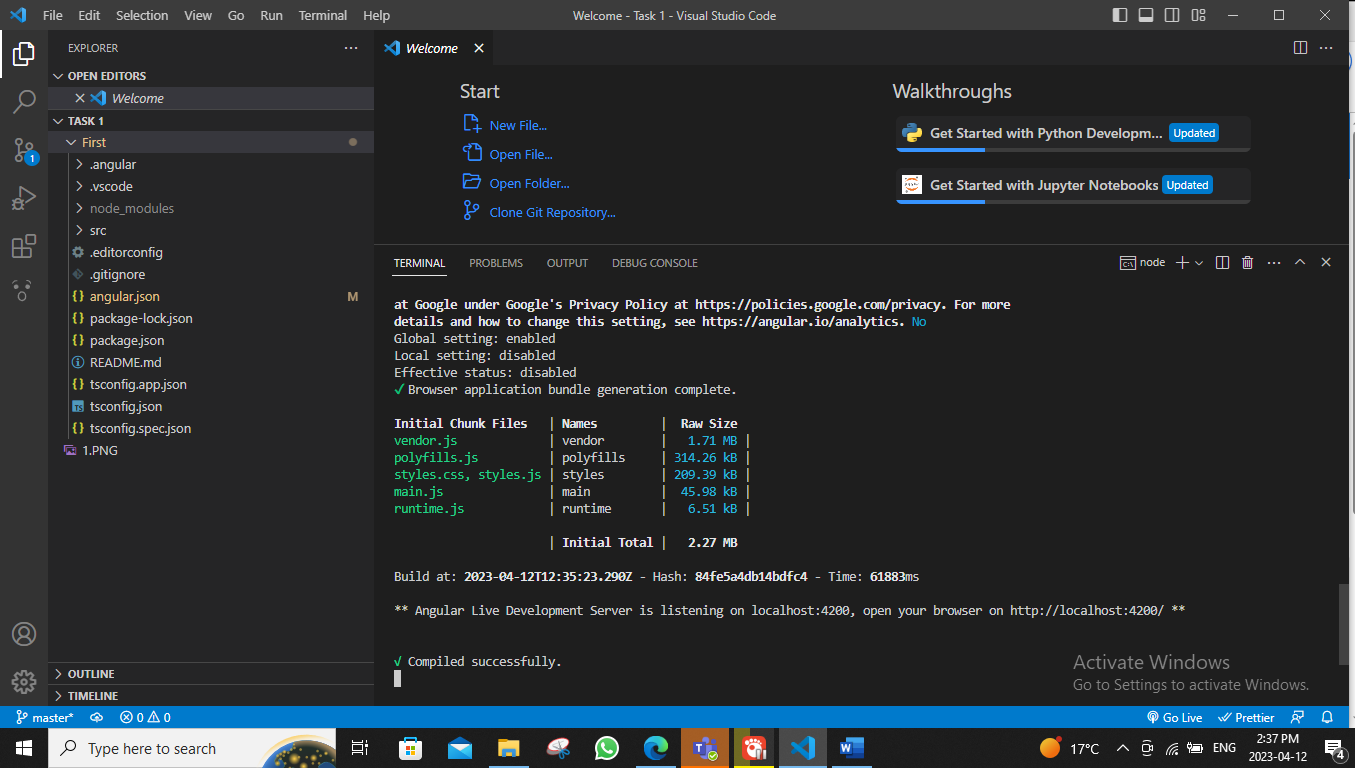 File Edit Selection View Go Run Terminal Help
Welcome - Task 1 - Visual Studio Code
EXPLORER
OPEN EDITORS
Welcome
TASK 1
First
.angular
.vscode
node_modules
src
.editorconfig
.gitignore
angular.json M
package-lock.json
package.json
README.md
tsconfig.app.json
TS tsconfig.json
tsconfig.spec.json
1.PNG
OUTLINE
TIMELINE
1
Welcome
Start
New File...
Open File...
Open Folder...
Clone Git Repository...
Walkthroughs
Get Started with Python Developm... Updated
Get Started with Jupyter Notebooks Updated
TERMINAL PROBLEMS OUTPUT DEBUG CONSOLE
node
at Google under Google's Privacy Policy at https://policies.google.com/privacy. For more
details and how to change this setting, see https://angular.io/analytics. No
Global setting: enabled
Local setting: disabled
Effective status: disabled
√ Browser application bundle generation complete.
Initial Chunk Files | Names | Raw Size
vendor.js | vendor | 1.71 MB |
polyfills.js | polyfills | 314.26 kB |
styles.css, styles.js | styles | 209.39 kB |
main.js | main | 45.98 kB |
runtime.js | runtime | 6.51 kB |
| Initial Total | 2.27 MB
Build at: 2023-04-12T12:35:23.290Z - Hash: 84fe5a4db14bdfc4 - Time: 61883ms
** Angular Live Development Server is listening on localhost:4200, open your browser on http://localhost:4200/ **
√ Compiled successfully.
Activate Windows
Go to Settings to activate Windows.
master* 0 0
Go Live Prettier
Type here to search
17°C ENG 2:37 PM
2023-04-12
4